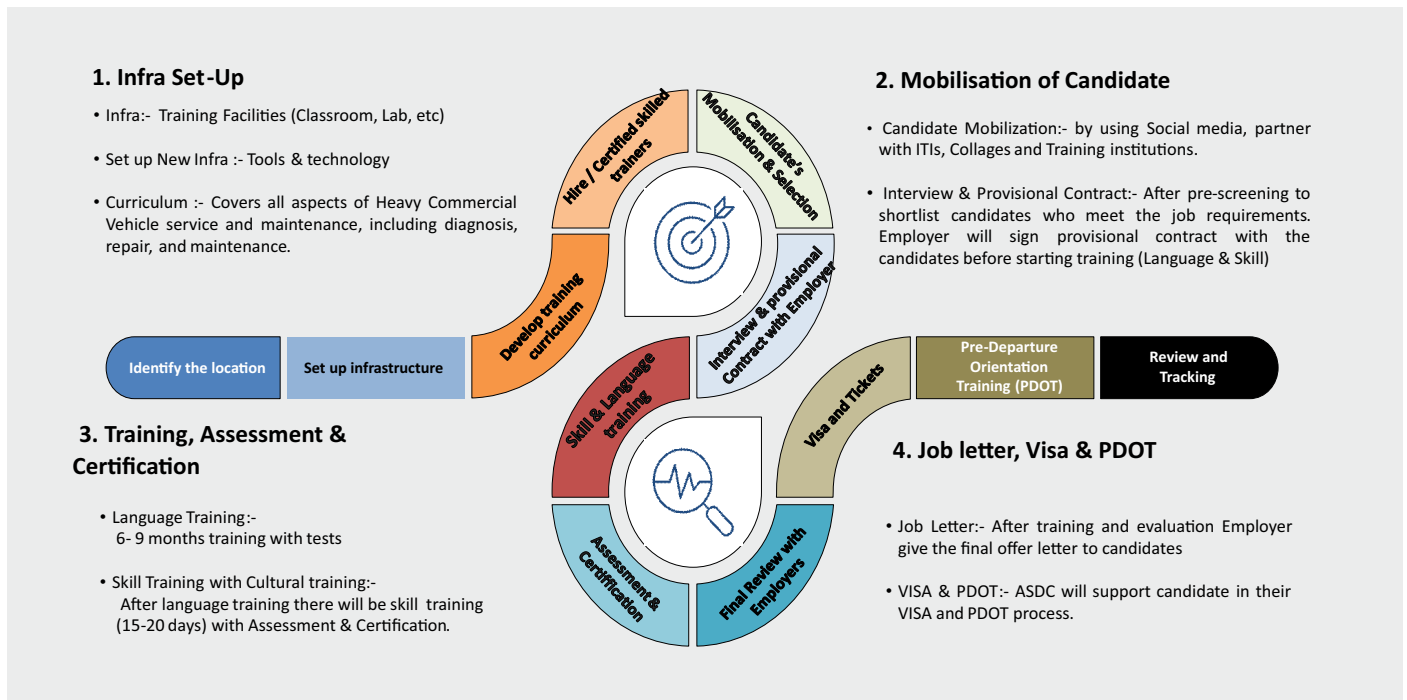 1. Infra Set-Up
• Infra:- Training Facilities (Classroom, Lab, etc)
• Set up New Infra :- Tools & technology
• Curriculum :- Covers all aspects of Heavy Commercial
Vehicle service and maintenance, including diagnosis,
repair, and maintenance.
2. Mobilisation of Candidate
• Candidate Mobilization:- by using Social media, partner
with ITIs, Collages and Training institutions.
• Interview & Provisional Contract:- After pre-screening to
shortlist candidates who meet the job requirements.
Employer will sign provisional contract with the
candidates before starting training (Language & Skill)
Identify the location
Set up infrastructure
Develop training
curriculum
Hire / Certified skilled
trainers
Candidate's
Mobilisation & Selection
Interview & provisional
Contract with Employer
Skill & Language
training
Assessment &
Certiffication
Final Review with
Employers
Visa and Tickets
Pre-Departure
Orientation
Training (PDOT)
Review and
Tracking
3. Training, Assessment &
Certification
• Language Training:-
6- 9 months training with tests
• Skill Training with Cultural training:-
After language training there will be skill training
(15-20 days) with Assessment & Certification.
4. Job letter, Visa & PDOT
• Job Letter:- After training and evaluation Employer
give the final offer letter to candidates
• VISA & PDOT:- ASDC will support candidate in their
VISA and PDOT process.